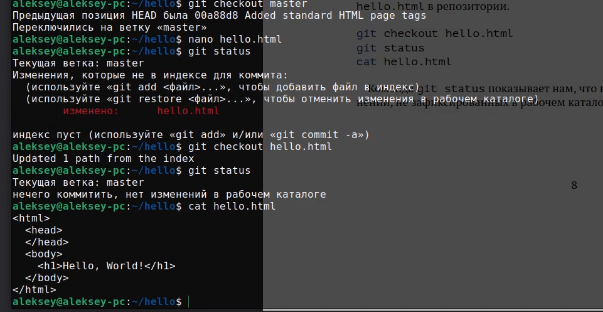 aleksey@aleksey-pc:~/hello$ git checkout master
Предыдущая позиция HEAD была 00a88d8 Added standard HTML page tags
Переключились на ветку «master»
aleksey@aleksey-pc:~/hello$ nano hello.html
aleksey@aleksey-pc:~/hello$ git status
Текущая ветка: master
Изменения, которые не в индексе для коммита:
  (используйте «git add <файл>...», чтобы добавить файл в индекс)
  (используйте «git restore <файл>...», чтобы отменить изменения в рабочем каталоге)
        изменено:      hello.html

индекс пуст (используйте «git add» и/или «git commit -a»)
aleksey@aleksey-pc:~/hello$ git checkout hello.html
Updated 1 path from the index
aleksey@aleksey-pc:~/hello$ git status
Текущая ветка: master
нечего коммитить, нет изменений в рабочем каталоге
aleksey@aleksey-pc:~/hello$ cat hello.html
<html>
  <head>
  </head>
  <body>
    <h1>Hello, World!</h1>
  </body>
</html>
aleksey@aleksey-pc:~/hello$
hello.html в репозитории.
git checkout hello.html
git status
cat hello.html
git status показывает нам, что
не зафиксированных в рабочем катало
8